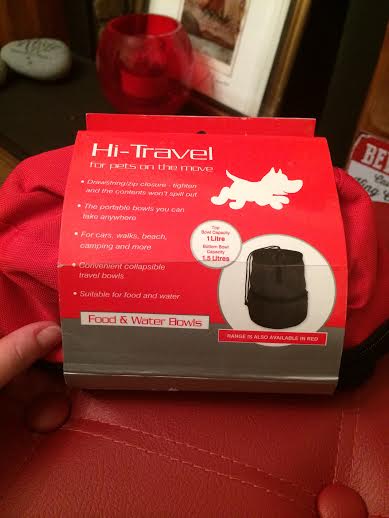 Hi-Travel
for pets on the move
• Drawstring/zip closure - tighten
and the contents won't spill out
• The portable bowls you can
take anywhere
• For cars, walks, beach,
camping and more
• Convenient collapsible
travel bowls
• Suitable for food and water
Food & Water Bowls
Top
Bowl Capacity
1 Litre
Bottom Bowl
Capacity
1.5 Litres
RANGE IS ALSO AVAILABLE IN RED